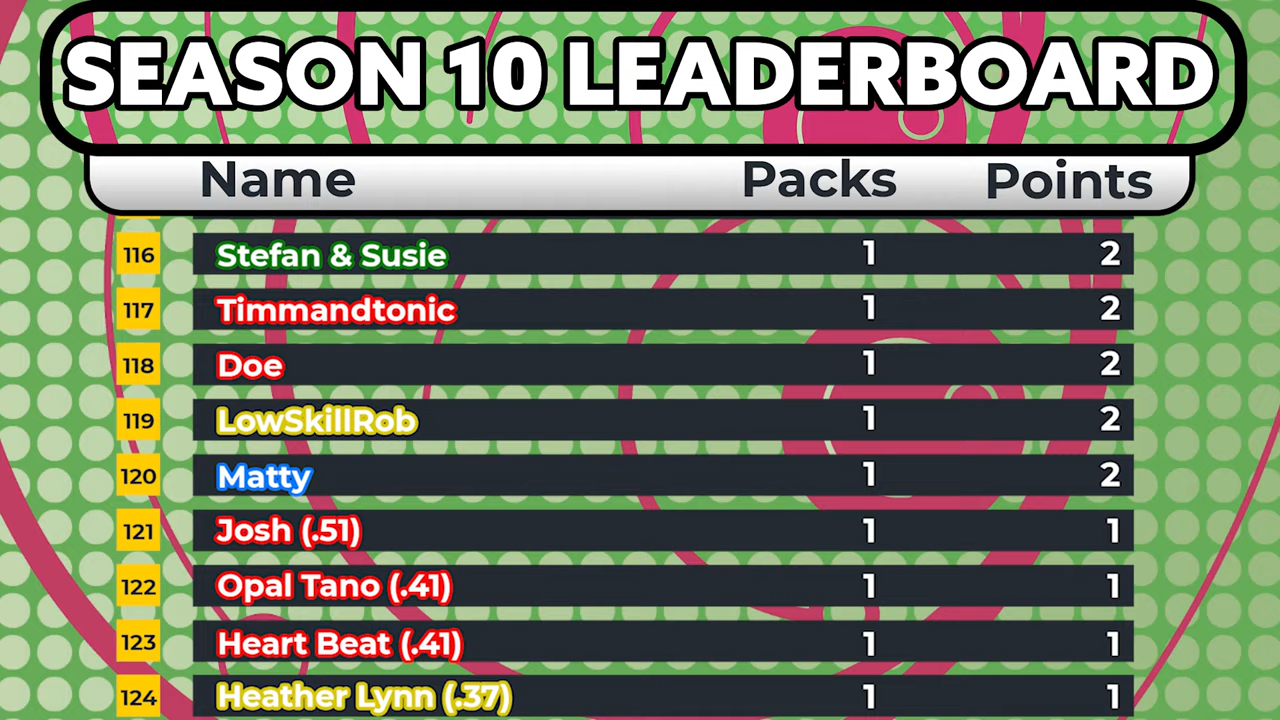 SEASON 10 LEADERBOARD
Name Packs Points
116 Stefan & Susie 1 2
117 Timmandtonic 1 2
118 Doe 1 2
119 LowSkillRob 1 2
120 Matty 1 2
121 Josh (.51) 1 1
122 Opal Tano (.41) 1 1
123 Heart Beat (.41) 1 1
124 Heather Lynn (.37) 1 1